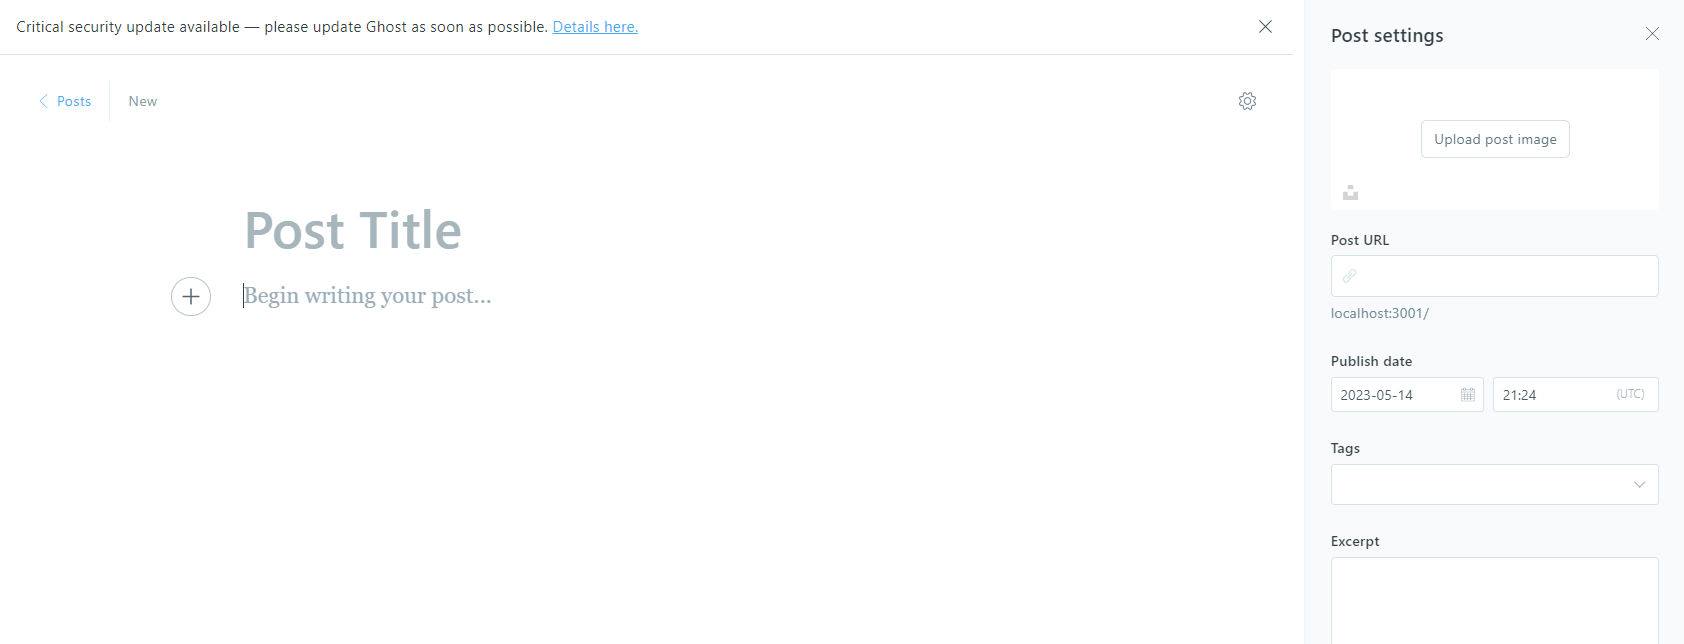 Critical security update available — please update Ghost as soon as possible. Details here.
Posts
New
Post Title
Begin writing your post...
Post settings
Upload post image
Post URL
localhost:3001/
Publish date
2023-05-14
21:24 (UTC)
Tags
Excerpt